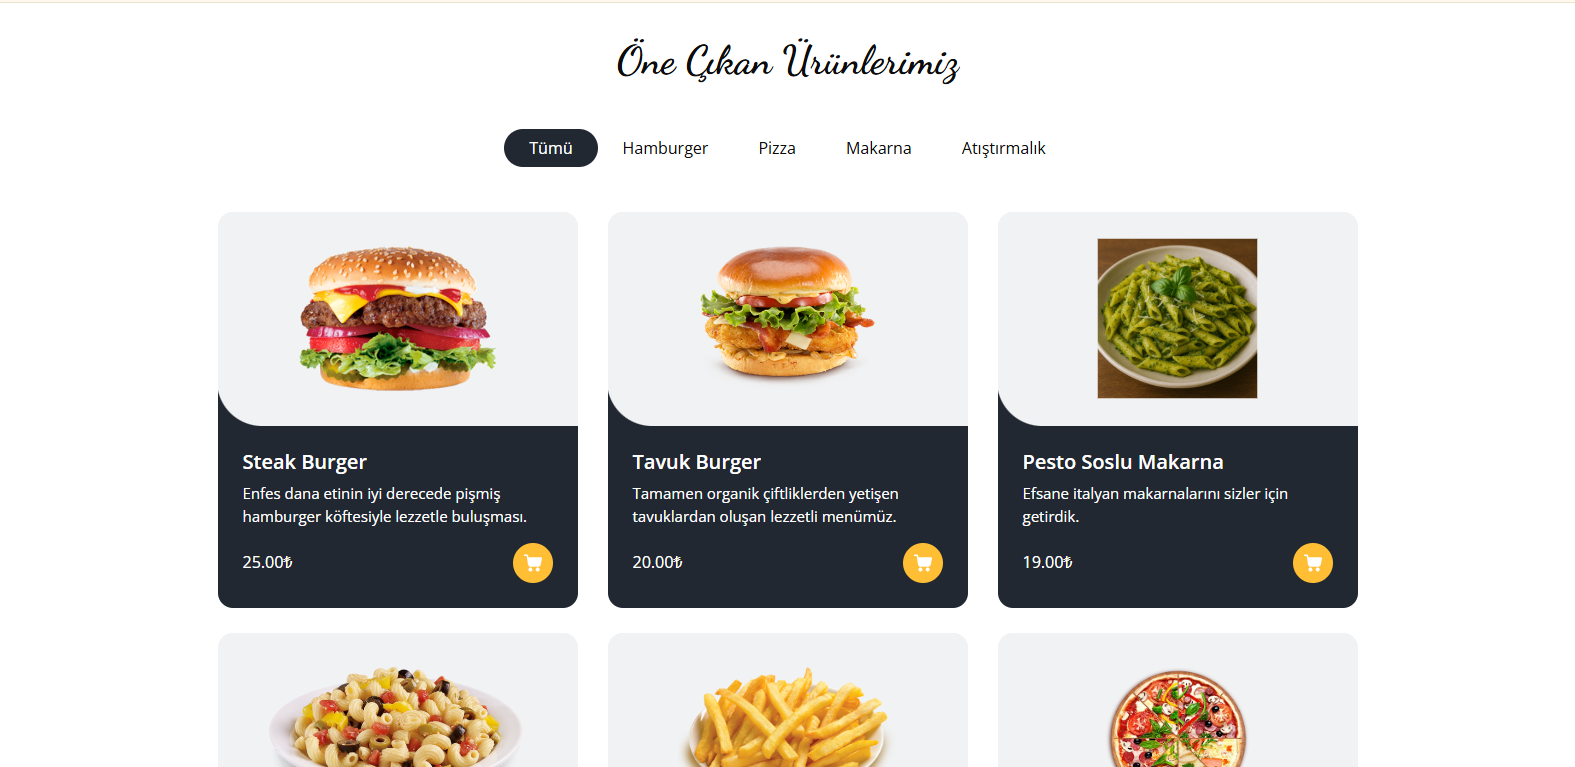 Öne Çıkan Ürünlerimiz
Tümü Hamburger Pizza Makarna Atıştırmalık
Steak Burger
Enfes dana etinin iyi derecede pişmiş
hamburger köftesiyle lezzetle buluşması.
25.00₺
Tavuk Burger
Tamamen organik çiftliklerden yetişen
tavuklardan oluşan lezzetli menümüz.
20.00₺
Pesto Soslu Makarna
Efsane italyan makarnalarını sizler için
getirdik.
19.00₺